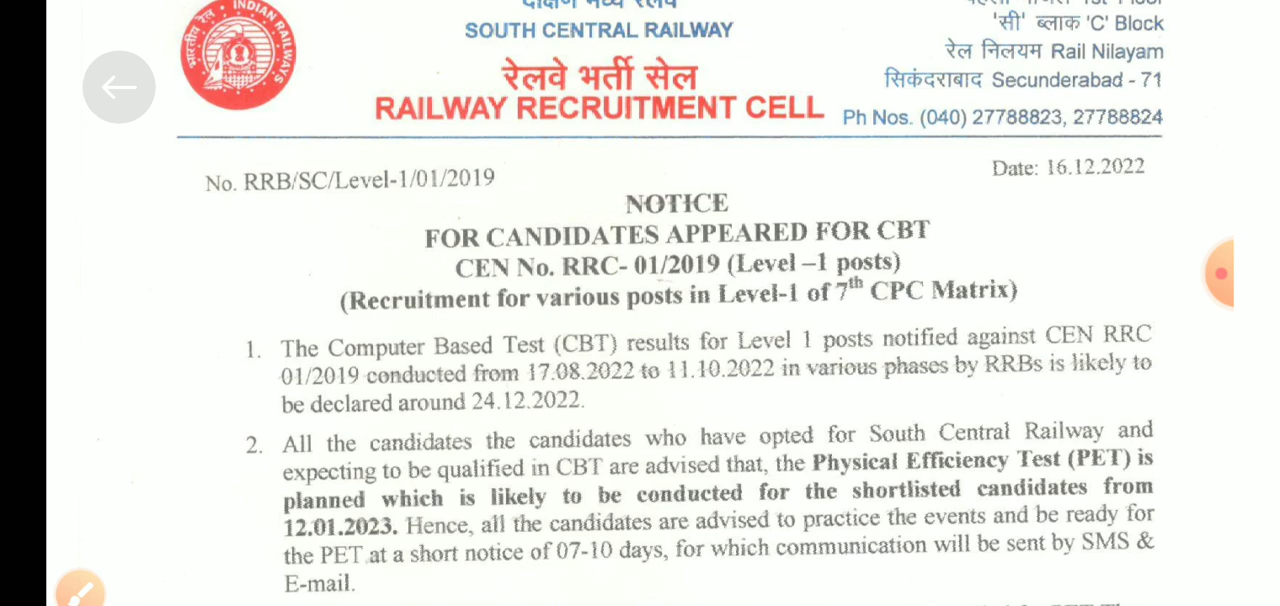 भारतीय रेल INDIAN RAILWAYS
दक्षिण मध्य रेलवे
SOUTH CENTRAL RAILWAY
रेलवे भर्ती सेल
RAILWAY RECRUITMENT CELL
'सी' ब्लाक 'C' Block
रेल निलयम Rail Nilayam
सिकंदराबाद Secunderabad - 71
Ph Nos. (040) 27788823, 27788824
No. RRB/SC/Level-1/01/2019
Date: 16.12.2022
NOTICE
FOR CANDIDATES APPEARED FOR CBT
CEN No. RRC- 01/2019 (Level –1 posts)
(Recruitment for various posts in Level-1 of 7th CPC Matrix)
1. The Computer Based Test (CBT) results for Level 1 posts notified against CEN RRC
01/2019 conducted from 17.08.2022 to 11.10.2022 in various phases by RRBs is likely to
be declared around 24.12.2022.
2. All the candidates the candidates who have opted for South Central Railway and
expecting to be qualified in CBT are advised that, the Physical Efficiency Test (PET) is
planned which is likely to be conducted for the shortlisted candidates from
12.01.2023. Hence, all the candidates are advised to practice the events and be ready for
the PET at a short notice of 07-10 days, for which communication will be sent by SMS &
E-mail.